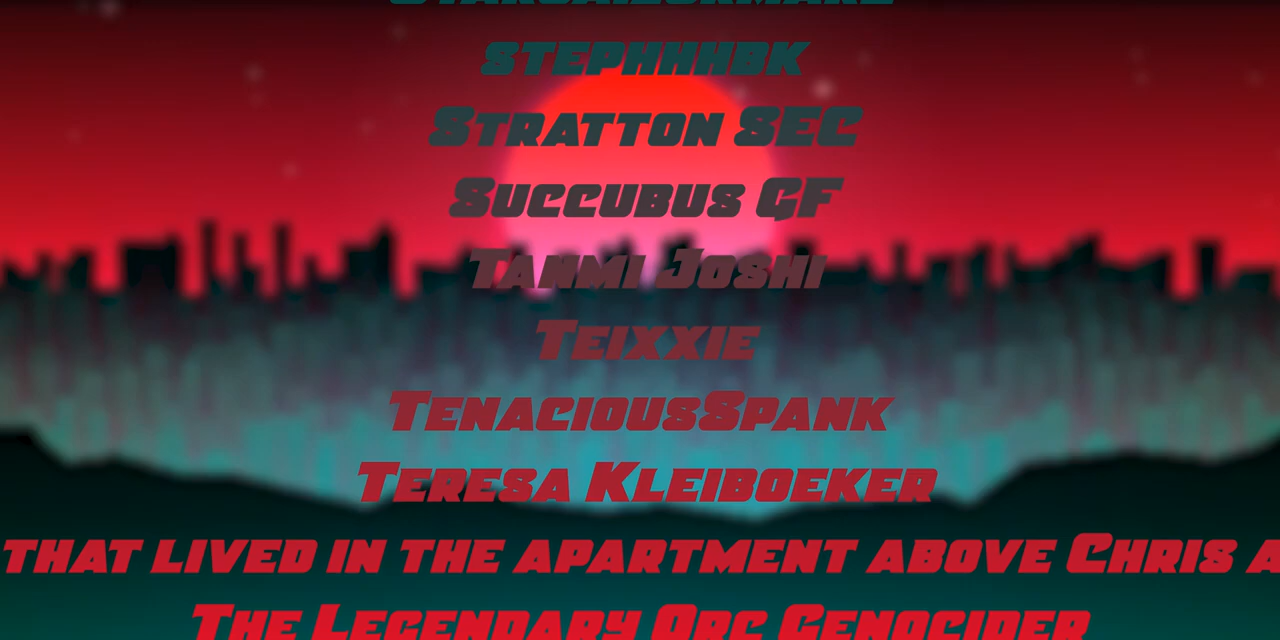 stephhhbk
Stratton SEC
Succubus GF
Tanmi Joshi
Teixxie
TenaciousSpank
Teresa Kleiboeker
that lived in the apartment above Chris
The Legendary Orc Genocider